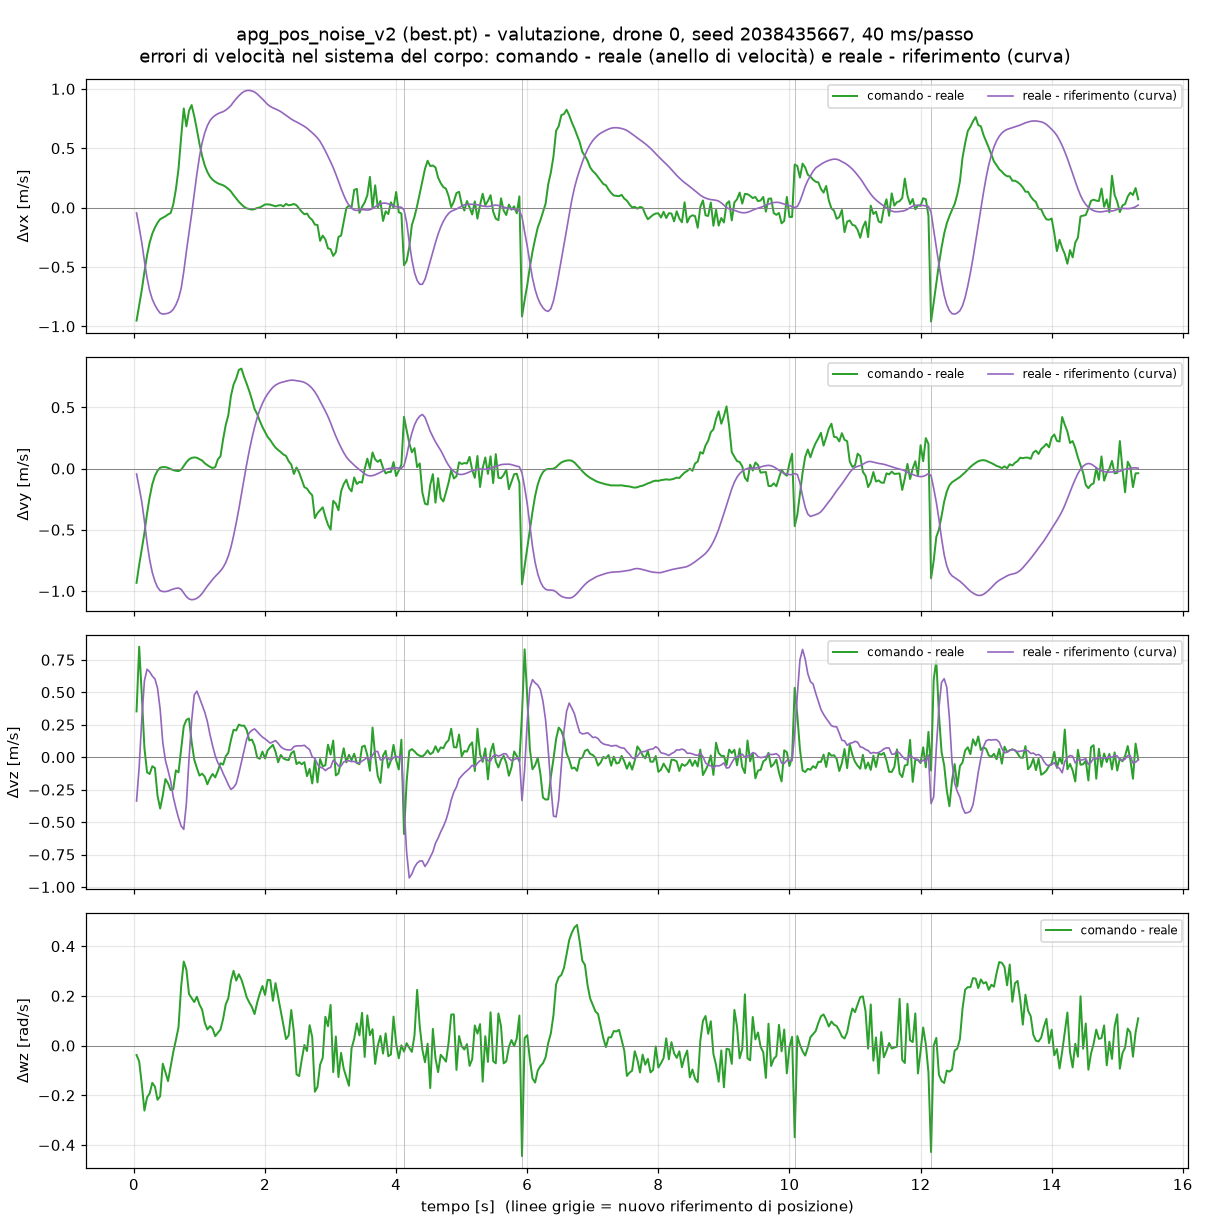 apg_pos_noise_v2 (best.pt) - valutazione, drone 0, seed 2038435667, 40 ms/passo
errori di velocità nel sistema del corpo: comando - reale (anello di velocità) e reale - riferimento (curva)
1.0
0.5
0.0
−0.5
−1.0
Δvx [m/s]
comando - reale
reale - riferimento (curva)
0.5
0.0
−0.5
−1.0
Δvy [m/s]
comando - reale
reale - riferimento (curva)
0.75
0.50
0.25
0.00
−0.25
−0.50
−0.75
−1.00
Δvz [m/s]
comando - reale
reale - riferimento (curva)
0.4
0.2
0.0
−0.2
−0.4
Δwz [rad/s]
comando - reale
0
2
4
6
8
10
12
14
16
tempo [s]  (linee grigie = nuovo riferimento di posizione)